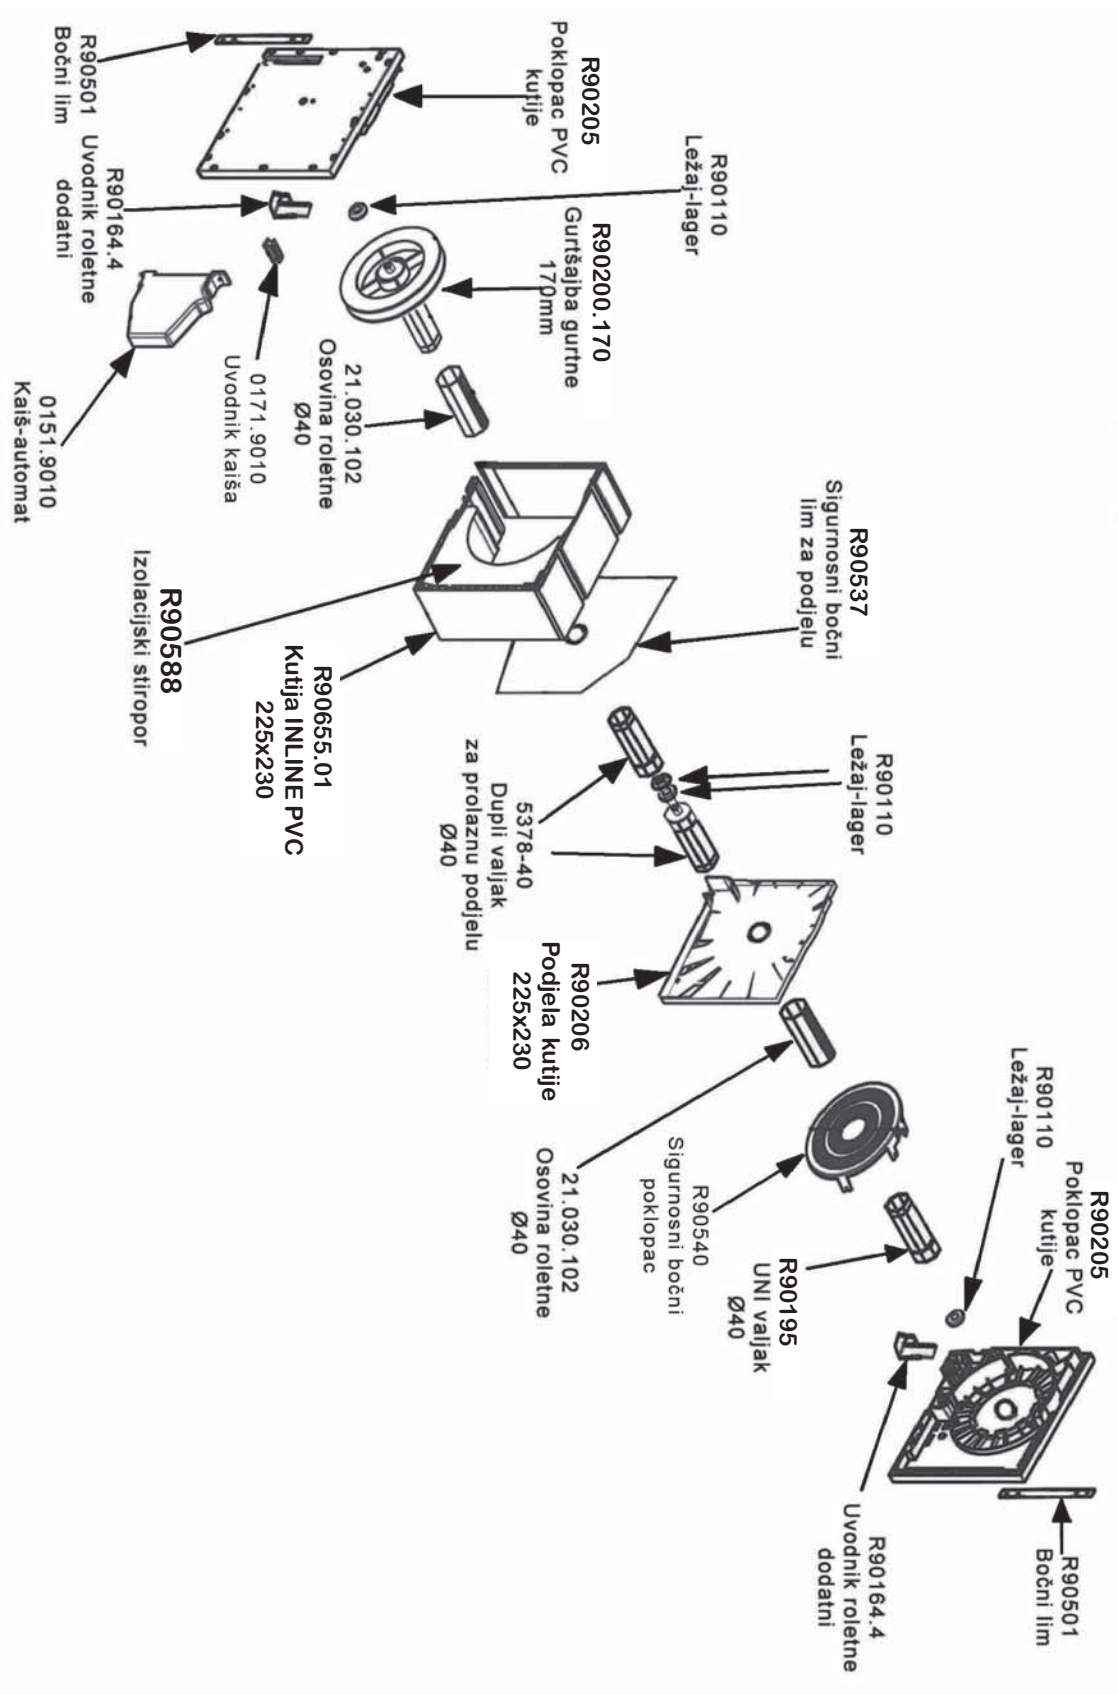 R90501
Bočni lim
R90205
Poklopac PVC
kutije
R90164.4
Uvodnik roletne
dodatni
R90110
Ležaj-lager
R90200.170
Gurtšajba gurtne
170mm
0171.9010
Uvodnik kaiša
0151.9010
Kaiš-automat
21.030.102
Osovina roletne
Ø40
R90537
Sigurnosni bočni
lim za podjelu
R90588
Izolacijski stiropor
R90655.01
Kutija INLINE PVC
225x230
R90110
Ležaj-lager
5378-40
Dupli valjak
za prolaznu podjelu
Ø40
R90206
Podjela kutije
225x230
21.030.102
Osovina roletne
Ø40
R90540
Sigurnosni bočni
poklopac
R90195
UNI valjak
Ø40
R90110
Ležaj-lager
R90205
Poklopac PVC
kutije
R90164.4
Uvodnik roletne
dodatni
R90501
Bočni lim